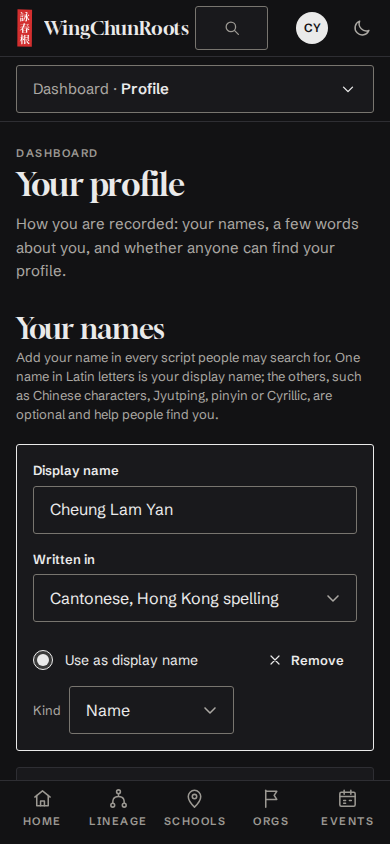 詠春根
WingChunRoots
CY
Dashboard · Profile
DASHBOARD
Your profile
How you are recorded: your names, a few words
about you, and whether anyone can find your
profile.
Your names
Add your name in every script people may search for. One
name in Latin letters is your display name; the others, such
as Chinese characters, Jyutping, pinyin or Cyrillic, are
optional and help people find you.
Display name
Cheung Lam Yan
Written in
Cantonese, Hong Kong spelling
Use as display name
Remove
Kind
Name
HOME
LINEAGE
SCHOOLS
ORGS
EVENTS